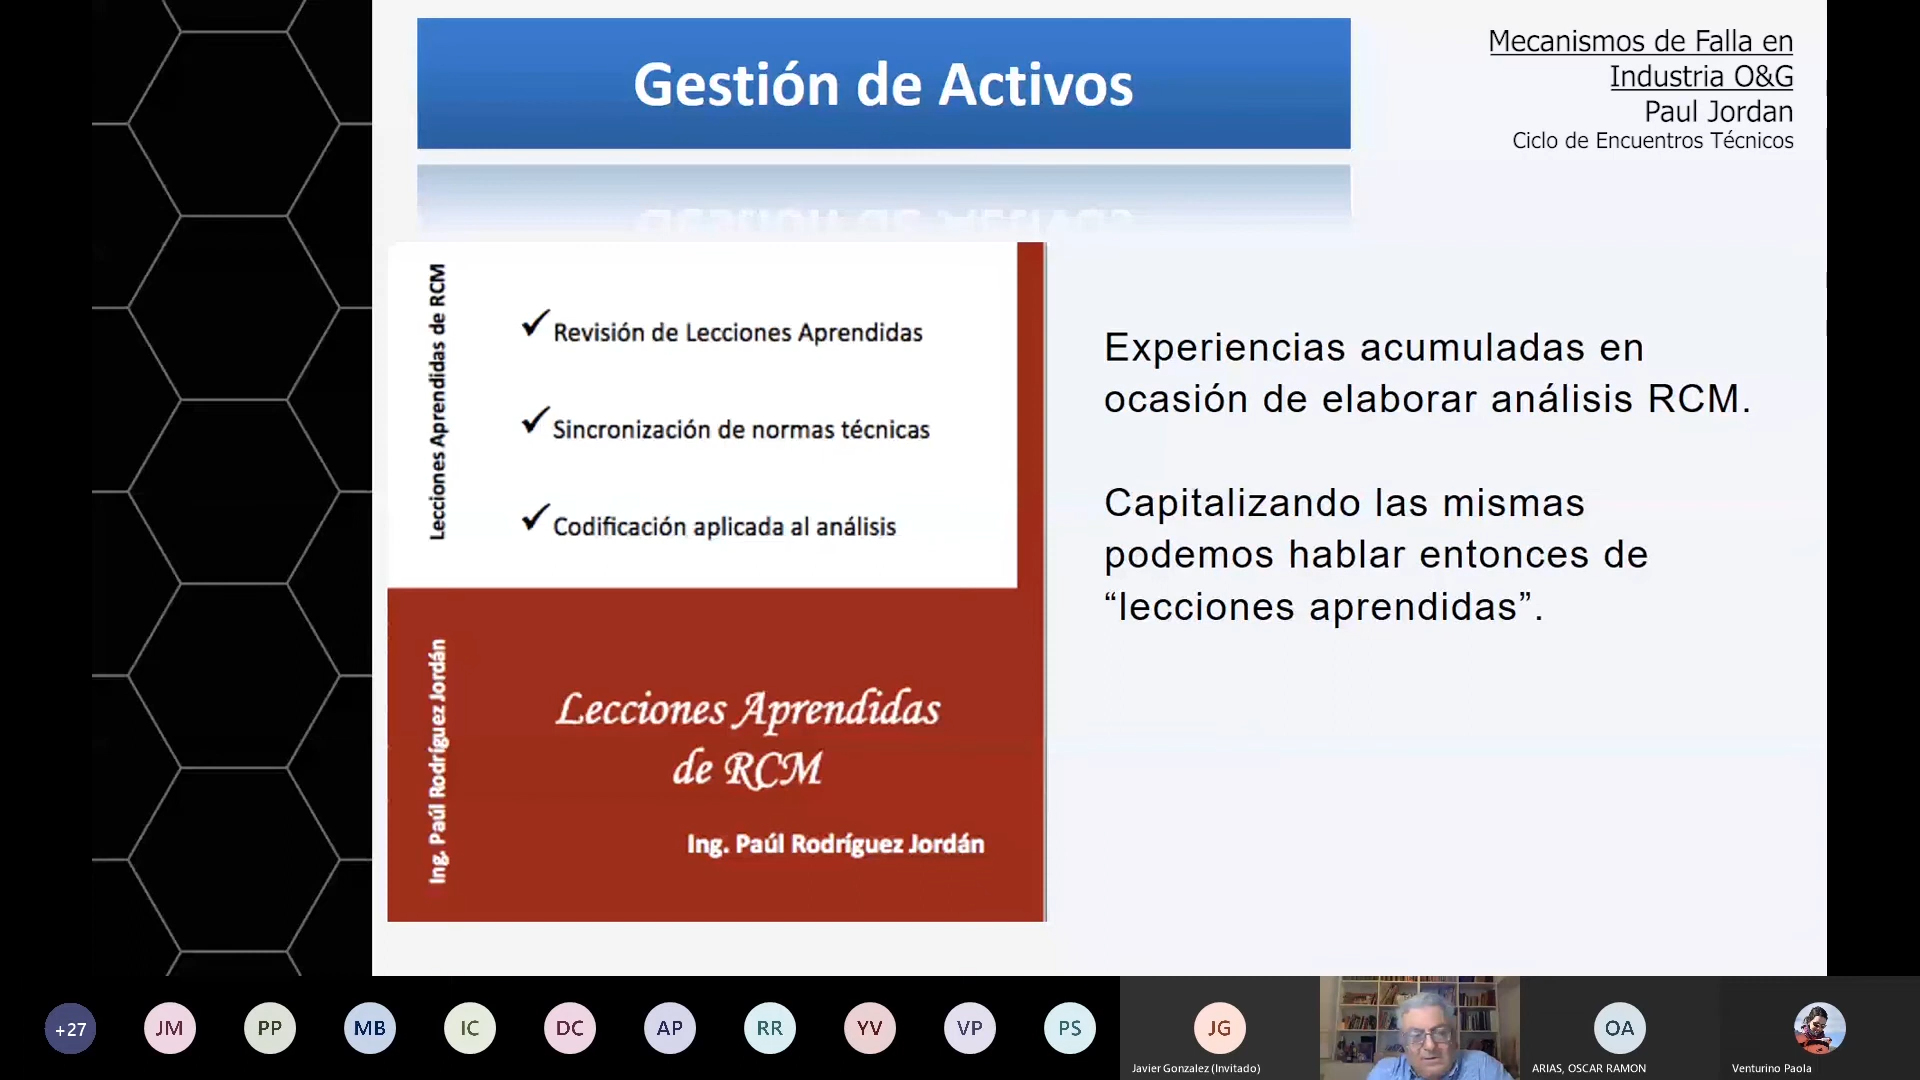 Gestión de Activos
Mecanismos de Falla en
Industria O&G
Paul Jordan
Ciclo de Encuentros Técnicos
Lecciones Aprendidas de RCM
✓ Revisión de Lecciones Aprendidas
✓ Sincronización de normas técnicas
✓ Codificación aplicada al análisis
Ing. Paúl Rodríguez Jordán
Lecciones Aprendidas
de RCM
Ing. Paúl Rodríguez Jordán
Experiencias acumuladas en
ocasión de elaborar análisis RCM.
Capitalizando las mismas
podemos hablar entonces de
“lecciones aprendidas”.
+27
JM
PP
MB
IC
DC
AP
RR
YV
VP
PS
JG
Javier Gonzalez (Invitado)
OA
ARIAS, OSCAR RAMON
Venturino Paola